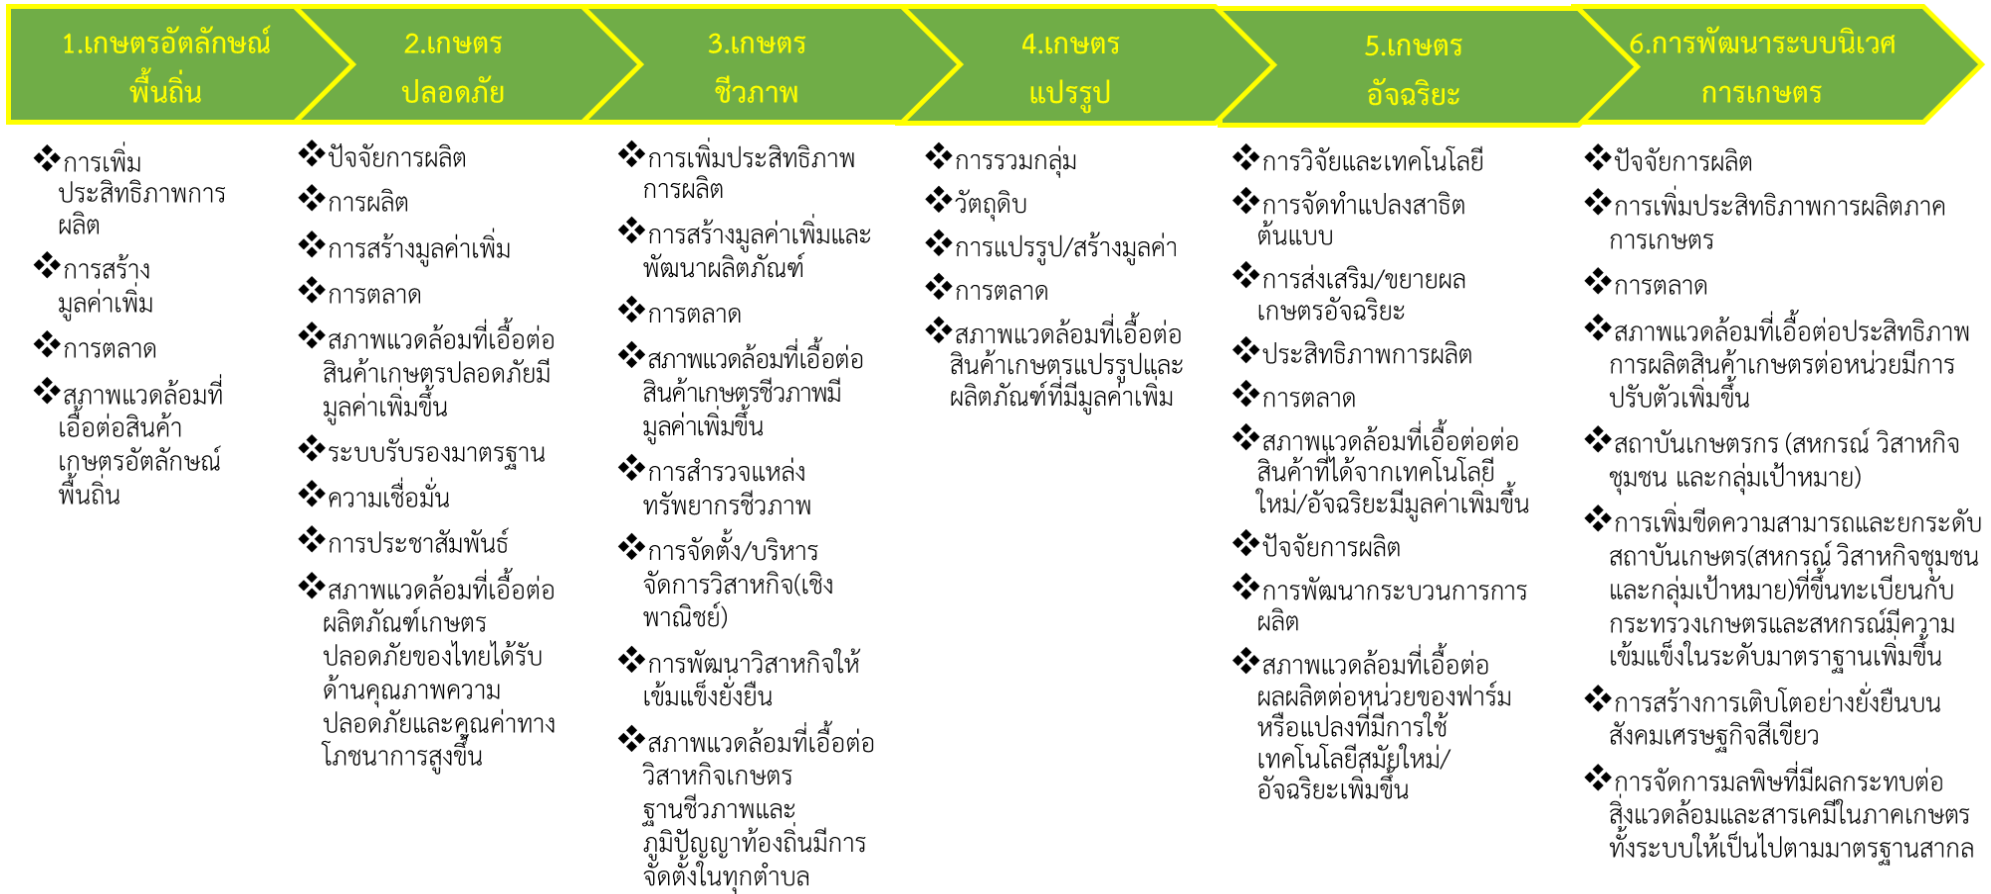 1.เกษตรอัตลักษณ์
พื้นถิ่น
❖การเพิ่ม
ประสิทธิภาพการ
ผลิต
❖การสร้าง
มูลค่าเพิ่ม
❖การตลาด
❖สภาพแวดล้อมที่
เอื้อต่อสินค้า
เกษตรอัตลักษณ์
พื้นถิ่น
2.เกษตร
ปลอดภัย
❖ปัจจัยการผลิต
❖การผลิต
❖การสร้างมูลค่าเพิ่ม
❖การตลาด
❖สภาพแวดล้อมที่เอื้อต่อ
สินค้าเกษตรปลอดภัยมี
มูลค่าเพิ่มขึ้น
❖ระบบรับรองมาตรฐาน
❖ความเชื่อมั่น
❖การประชาสัมพันธ์
❖สภาพแวดล้อมที่เอื้อต่อ
ผลิตภัณฑ์เกษตร
ปลอดภัยของไทยได้รับ
ด้านคุณภาพความ
ปลอดภัยและคุณค่าทาง
โภชนาการสูงขึ้น
3.เกษตร
ชีวภาพ
❖การเพิ่มประสิทธิภาพ
การผลิต
❖การสร้างมูลค่าเพิ่มและ
พัฒนาผลิตภัณฑ์
❖การตลาด
❖สภาพแวดล้อมที่เอื้อต่อ
สินค้าเกษตรชีวภาพมี
มูลค่าเพิ่มขึ้น
❖การสำรวจแหล่ง
ทรัพยากรชีวภาพ
❖การจัดตั้ง/บริหาร
จัดการวิสาหกิจ(เชิง
พาณิชย์)
❖การพัฒนาวิสาหกิจให้
เข้มแข็งยั่งยืน
❖สภาพแวดล้อมที่เอื้อต่อ
วิสาหกิจเกษตร
ฐานชีวภาพและ
ภูมิปัญญาท้องถิ่นมีการ
จัดตั้งในทุกตำบล
4.เกษตร
แปรรูป
❖การรวมกลุ่ม
❖วัตถุดิบ
❖การแปรรูป/สร้างมูลค่า
❖การตลาด
❖สภาพแวดล้อมที่เอื้อต่อ
สินค้าเกษตรแปรรูปและ
ผลิตภัณฑ์ที่มีมูลค่าเพิ่ม
5.เกษตร
อัจฉริยะ
❖การวิจัยและเทคโนโลยี
❖การจัดทำแปลงสาธิต
ต้นแบบ
❖การส่งเสริม/ขยายผล
เกษตรอัจฉริยะ
❖ประสิทธิภาพการผลิต
❖การตลาด
❖สภาพแวดล้อมที่เอื้อต่อต่อ
สินค้าที่ได้จากเทคโนโลยี
ใหม่/อัจฉริยะมีมูลค่าเพิ่มขึ้น
❖ปัจจัยการผลิต
❖การพัฒนากระบวนการการ
ผลิต
❖สภาพแวดล้อมที่เอื้อต่อ
ผลผลิตต่อหน่วยของฟาร์ม
หรือแปลงที่มีการใช้
เทคโนโลยีสมัยใหม่/
อัจฉริยะเพิ่มขึ้น
6.การพัฒนาระบบนิเวศ
การเกษตร
❖ปัจจัยการผลิต
❖การเพิ่มประสิทธิภาพการผลิตภาค
การเกษตร
❖การตลาด
❖สภาพแวดล้อมที่เอื้อต่อประสิทธิภาพ
การผลิตสินค้าเกษตรต่อหน่วยมีการ
ปรับตัวเพิ่มขึ้น
❖สถาบันเกษตรกร (สหกรณ์ วิสาหกิจ
ชุมชน และกลุ่มเป้าหมาย)
❖การเพิ่มขีดความสามารถและยกระดับ
สถาบันเกษตร(สหกรณ์ วิสาหกิจชุมชน
และกลุ่มเป้าหมาย)ที่ขึ้นทะเบียนกับ
กระทรวงเกษตรและสหกรณ์มีความ
เข้มแข็งในระดับมาตราฐานเพิ่มขึ้น
❖การสร้างการเติบโตอย่างยั่งยืนบน
สังคมเศรษฐกิจสีเขียว
❖การจัดการมลพิษที่มีผลกระทบต่อ
สิ่งแวดล้อมและสารเคมีในภาคเกษตร
ทั้งระบบให้เป็นไปตามมาตรฐานสากล